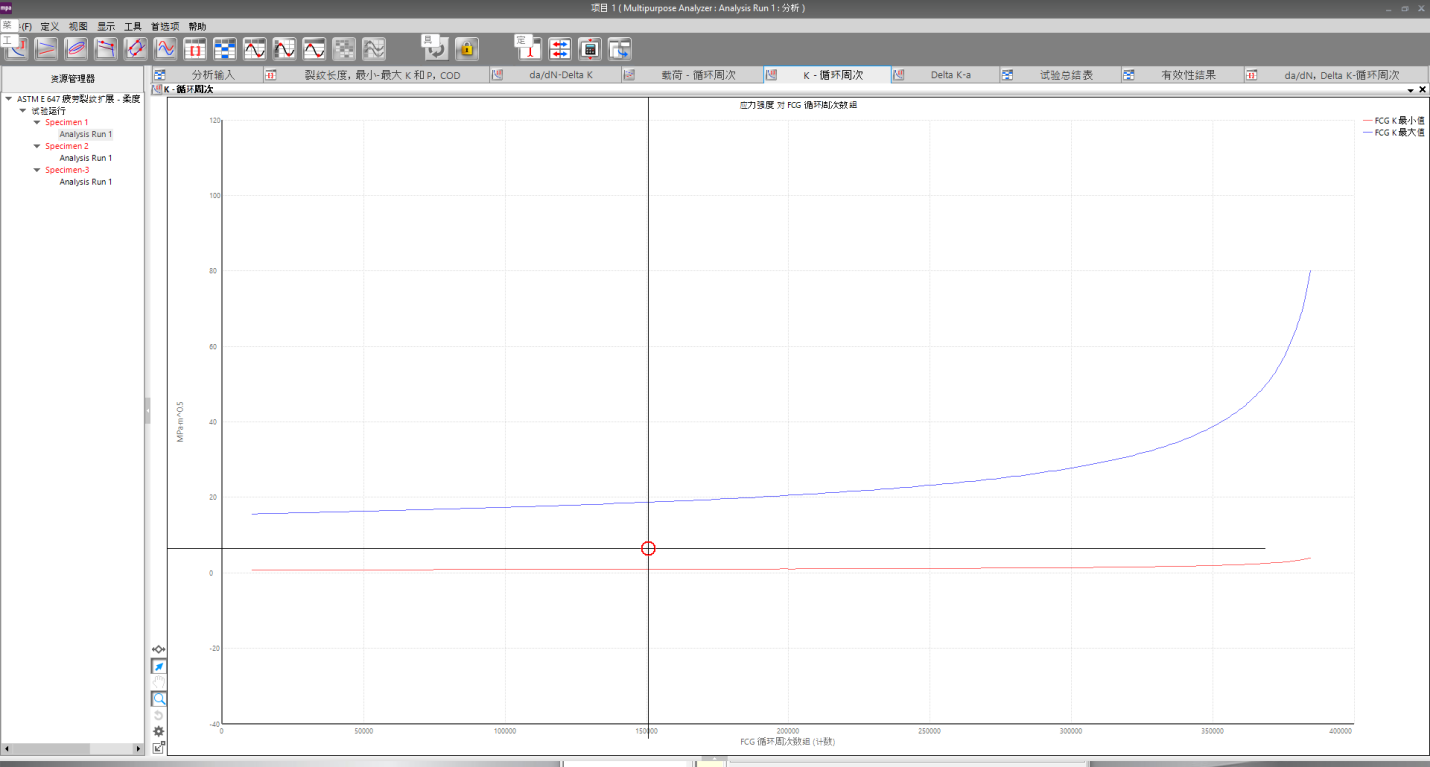 mpa
项目 1 ( Multipurpose Analyzer : Analysis Run 1 : 分析 )
菜 (F) 定义 视图 显示 工具 首选项 帮助
工 具 定
资源管理器
ASTM E 647 疲劳裂纹扩展 - 柔度
试验运行
Specimen 1
Analysis Run 1
Specimen 2
Analysis Run 1
Specimen-3
Analysis Run 1
分析输入 裂纹长度, 最小-最大 K 和 P, COD da/dN-Delta K 载荷 - 循环周次 K - 循环周次 Delta K-a 试验总结表 有效性结果 da/dN, Delta K-循环周次
K - 循环周次
应力强度 对 FCG 循环周次数组
FCG K 最小值
FCG K 最大值
120
100
80
60
40
20
0
-20
-40
MPa·m^0.5
0 50000 100000 150000 200000 250000 300000 350000 400000
FCG 循环周次数组 (计数)